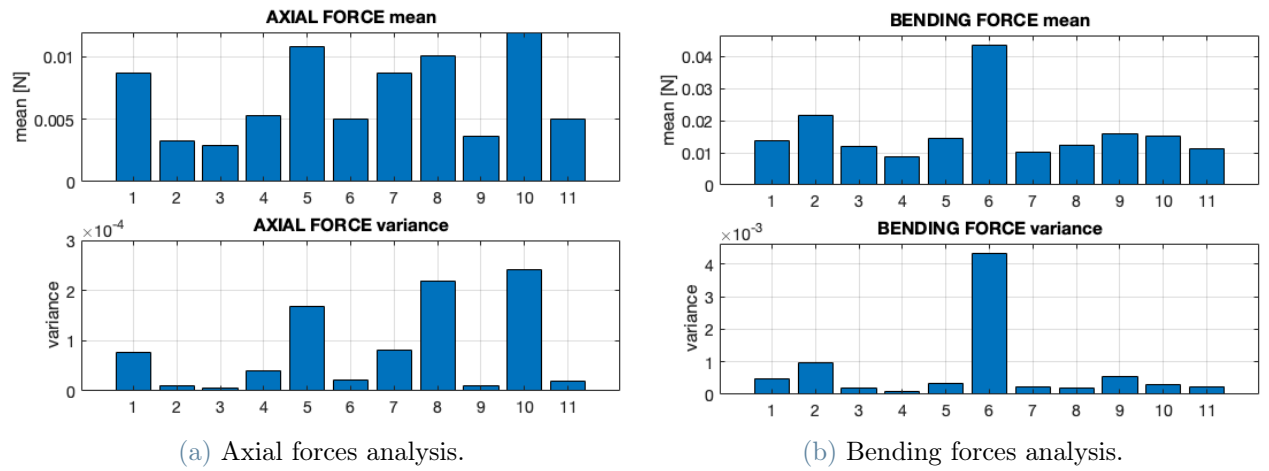 AXIAL FORCE mean
mean [N]
0.01
0.005
0
1 2 3 4 5 6 7 8 9 10 11
AXIAL FORCE variance
×10-4
variance
3
2
1
0
1 2 3 4 5 6 7 8 9 10 11
(a) Axial forces analysis.
BENDING FORCE mean
mean [N]
0.04
0.03
0.02
0.01
0
1 2 3 4 5 6 7 8 9 10 11
BENDING FORCE variance
×10-3
variance
4
3
2
1
0
1 2 3 4 5 6 7 8 9 10 11
(b) Bending forces analysis.